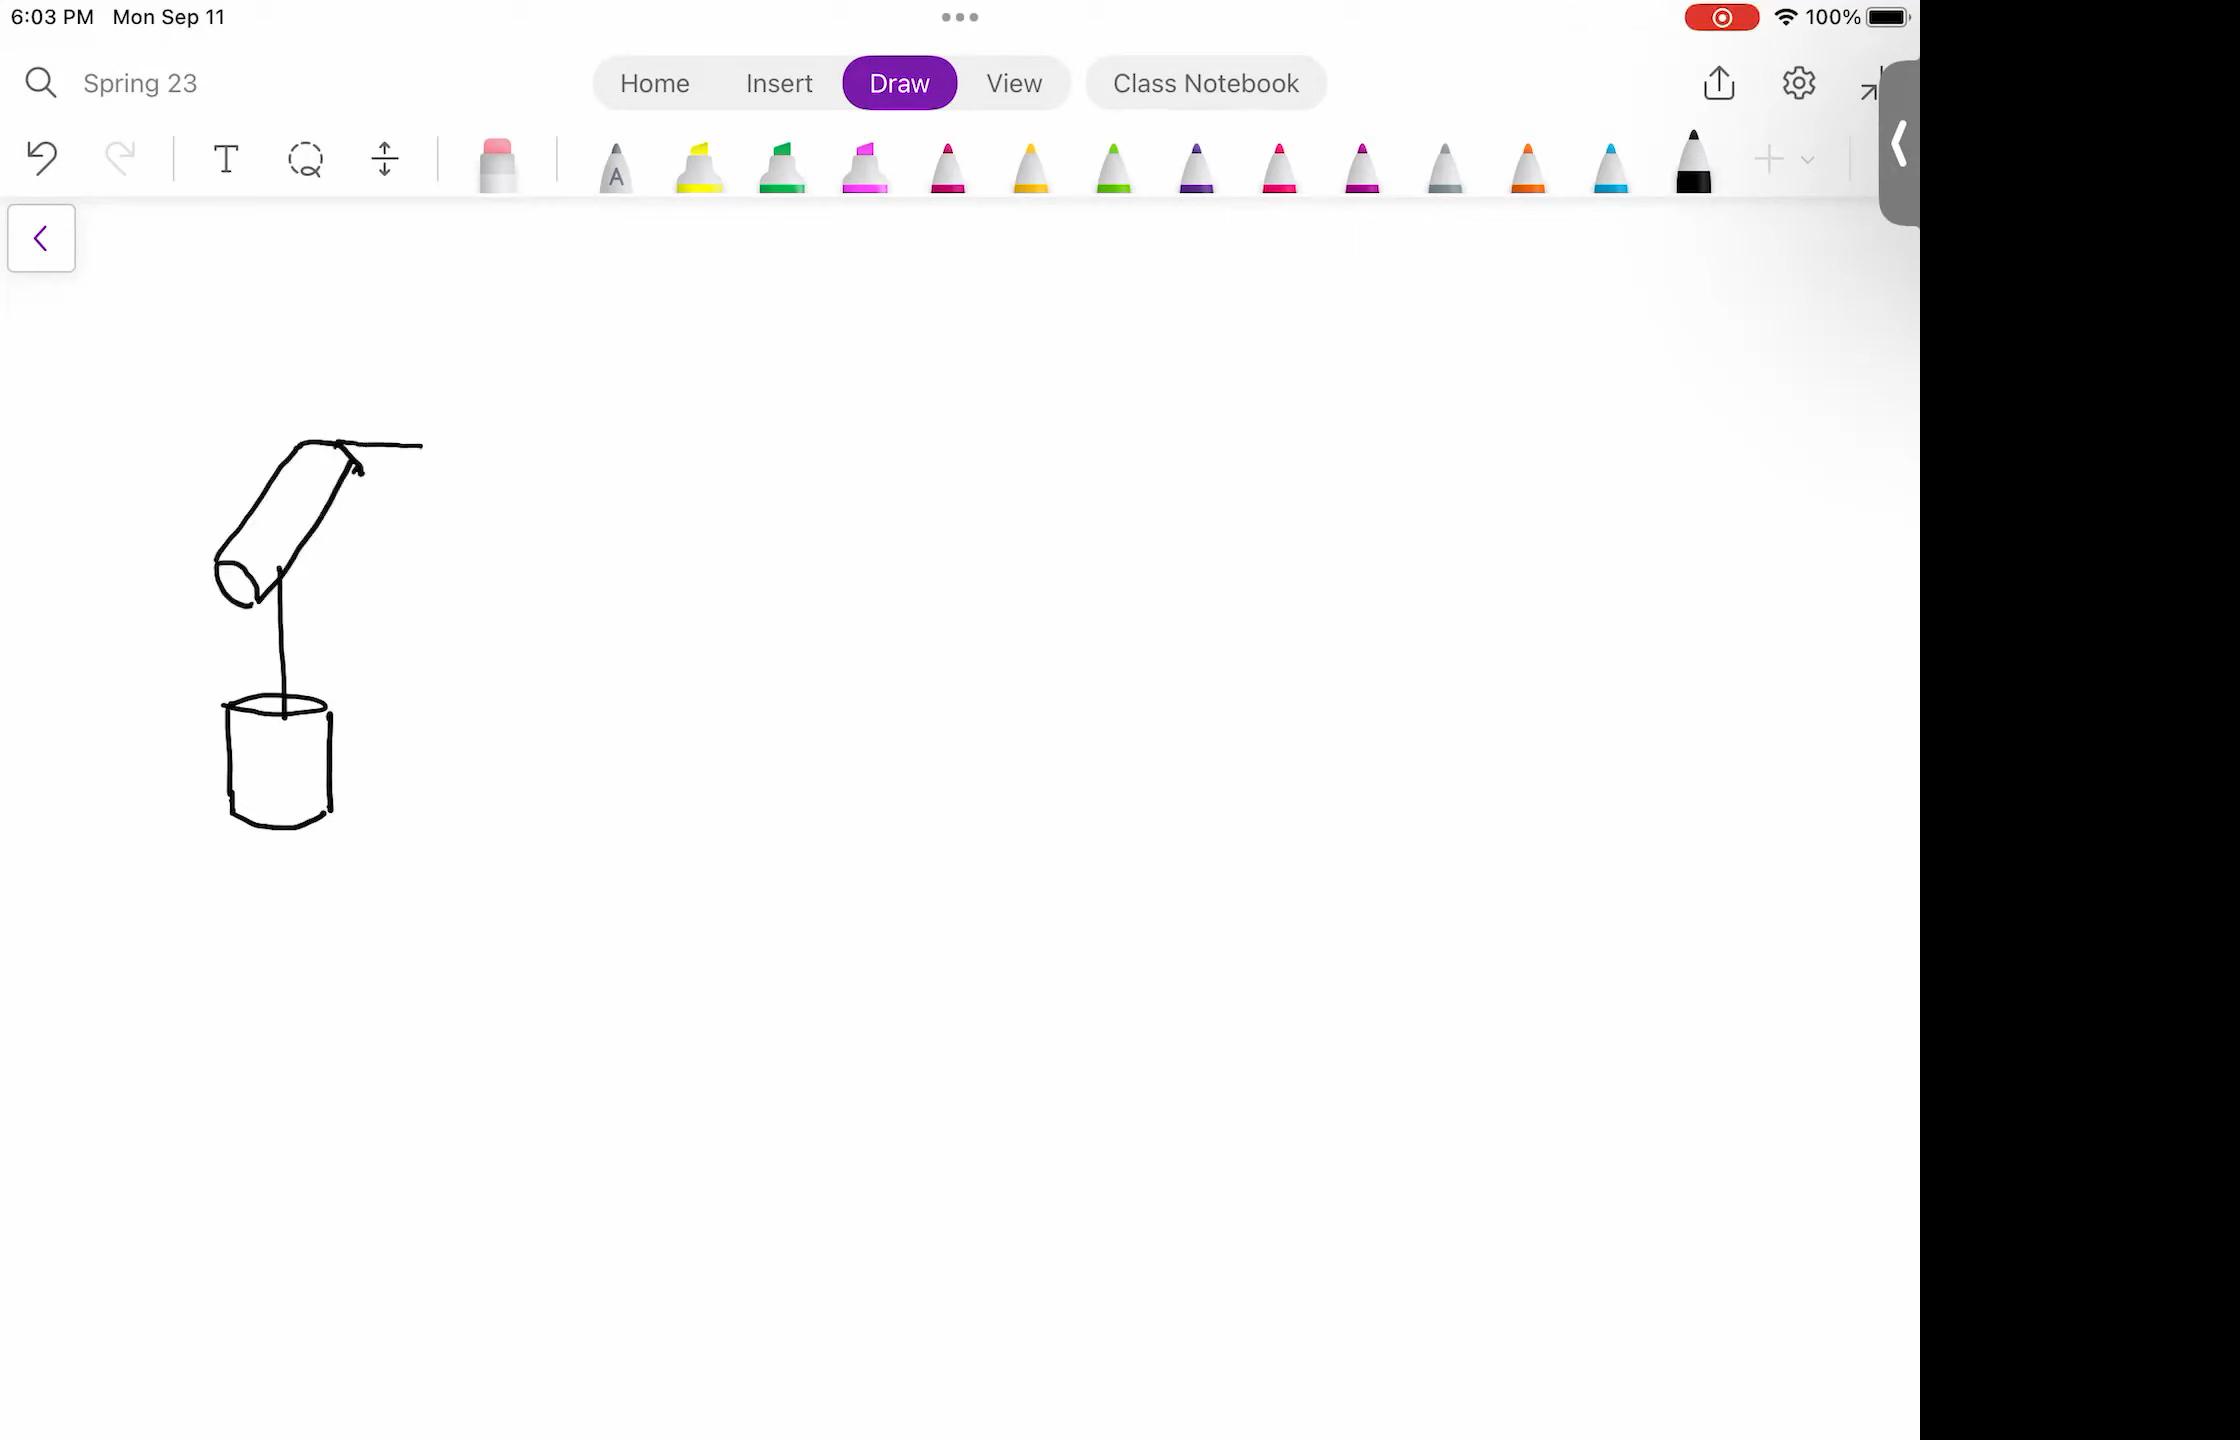 6:03 PM Mon Sep 11
100%
Spring 23
Home Insert Draw View Class Notebook
T
A